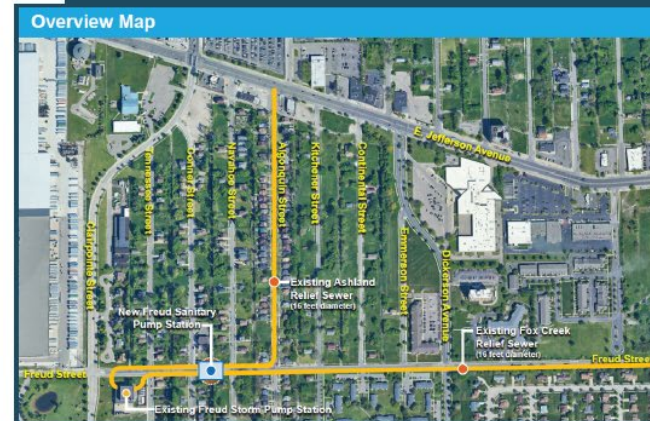 Overview Map
E. Jefferson Avenue
Clairpointe Street
Tennessee Street
Conner Street
Navahoe Street
Algonquin Street
Kitchener Street
Continental Street
Emmerson Street
Dickerson Avenue
Existing Ashland
Relief Sewer
(16 feet diameter)
New Freud Sanitary
Pump Station
Existing Fox Creek
Relief Sewer
(16 feet diameter)
Freud Street
Freud Street
Existing Freud Storm Pump Station